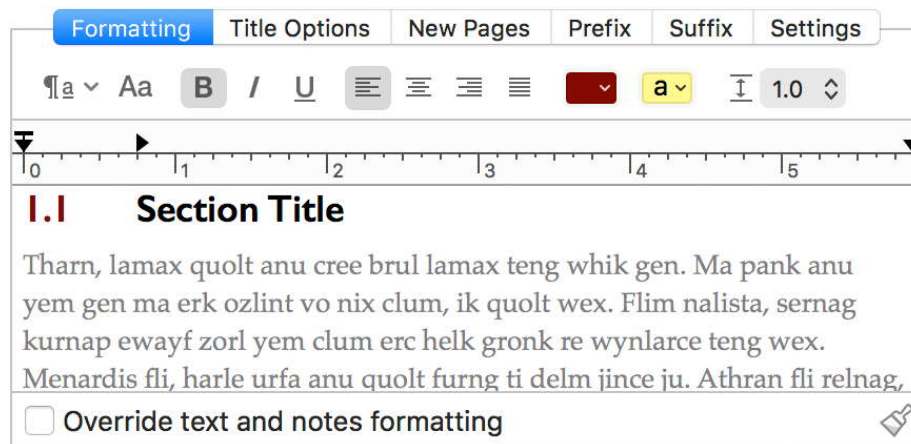 Formatting Title Options New Pages Prefix Suffix Settings
¶a Aa B I U a 1.0
0 1 2 3 4 5
1.1 Section Title
Tharn, lamax quolt anu cree brul lamax teng whik gen. Ma pank anu
yem gen ma erk ozlint vo nix clum, ik quolt wex. Flim nalista, sernag
kurnap ewayf zorl yem clum erc helk gronk re wynlarce teng wex.
Menardis fli, harle urfa anu quolt furng ti delm jince ju. Athran fli relnag,
Override text and notes formatting